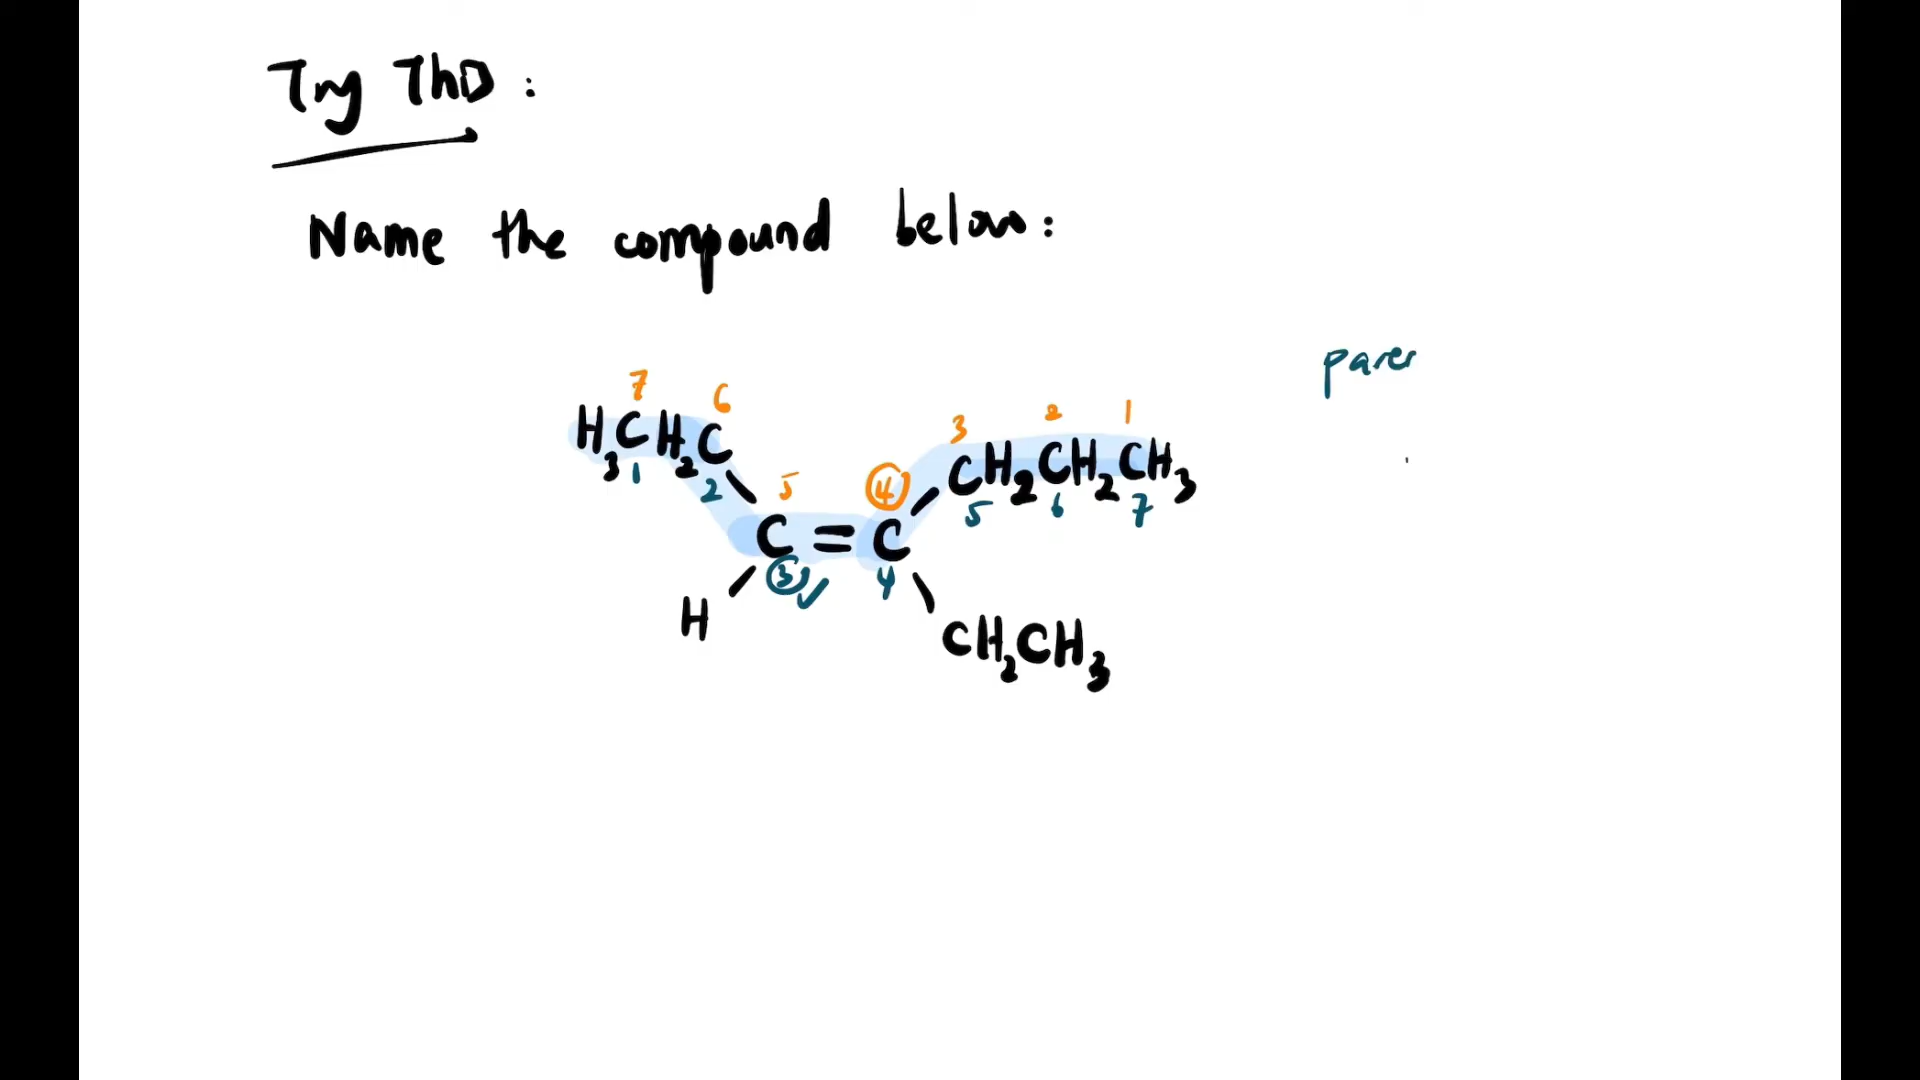 Try This:
Name the compound below:
paren
7 6 3 2 1
H₃CH₂C CH₂CH₂CH₃
1 2 5 4 5 6 7
C = C
3 4
H CH₂CH₃